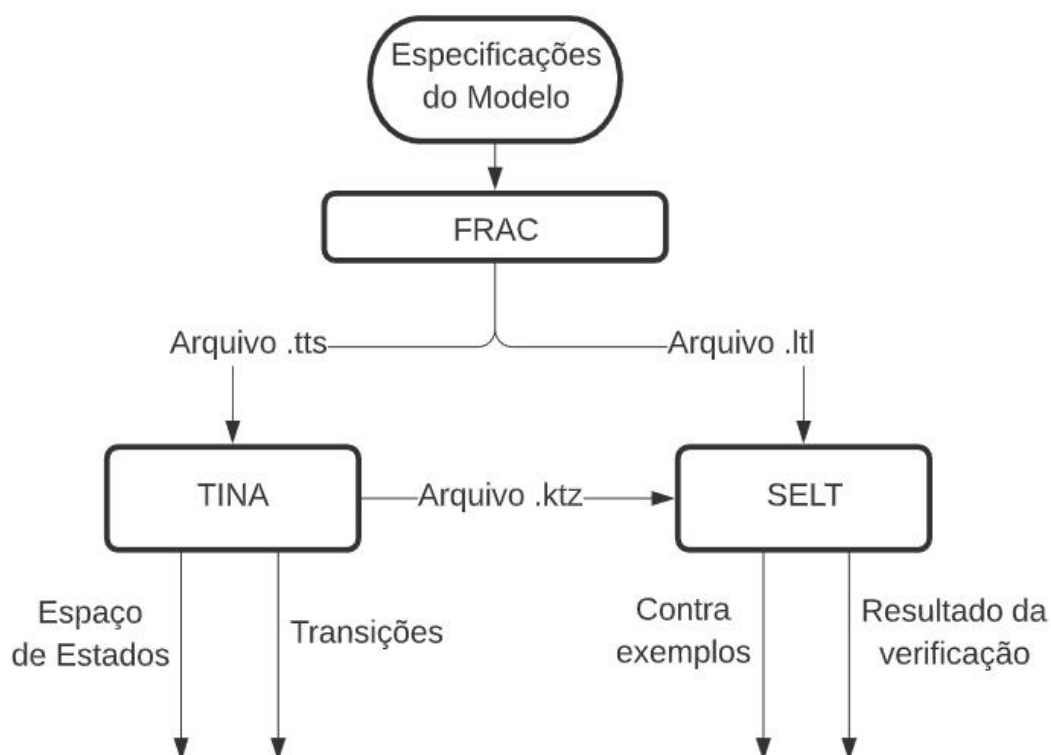 Especificações
do Modelo
FRAC
Arquivo .tts
Arquivo .ltl
TINA
Arquivo .ktz
SELT
Espaço
de Estados
Transições
Contra
exemplos
Resultado da
verificação